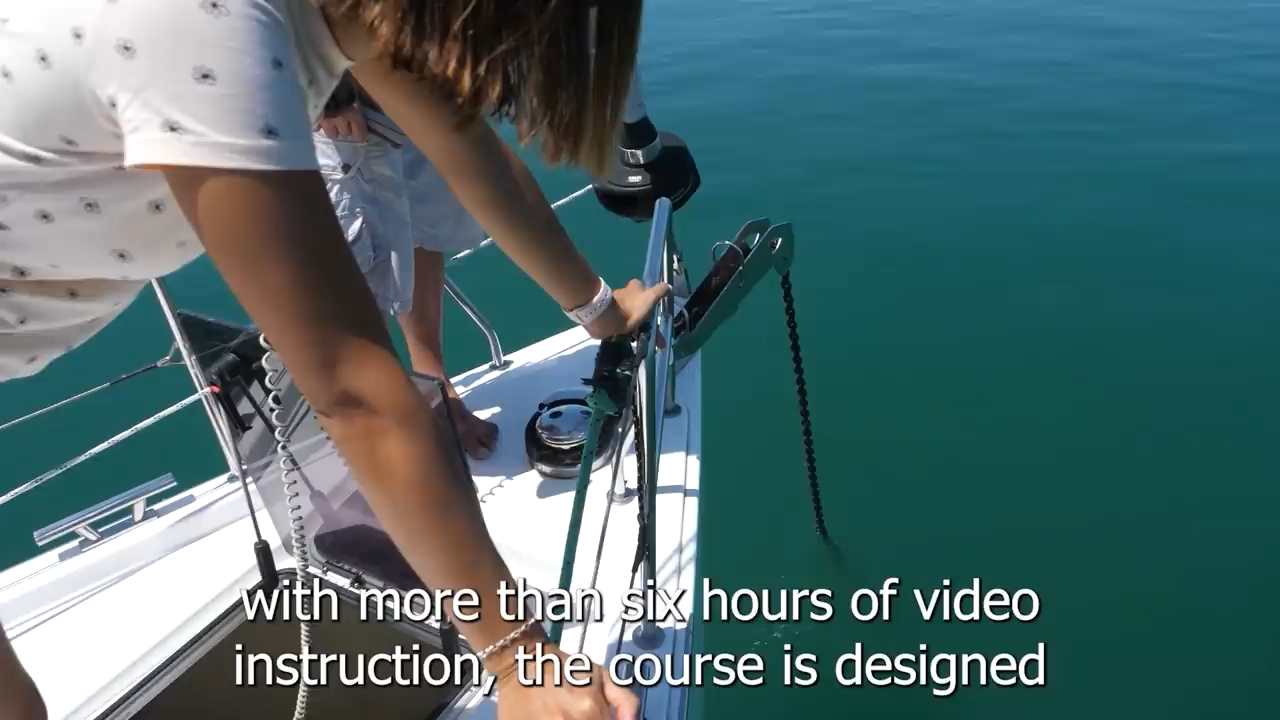 with more than six hours of video
instruction, the course is designed